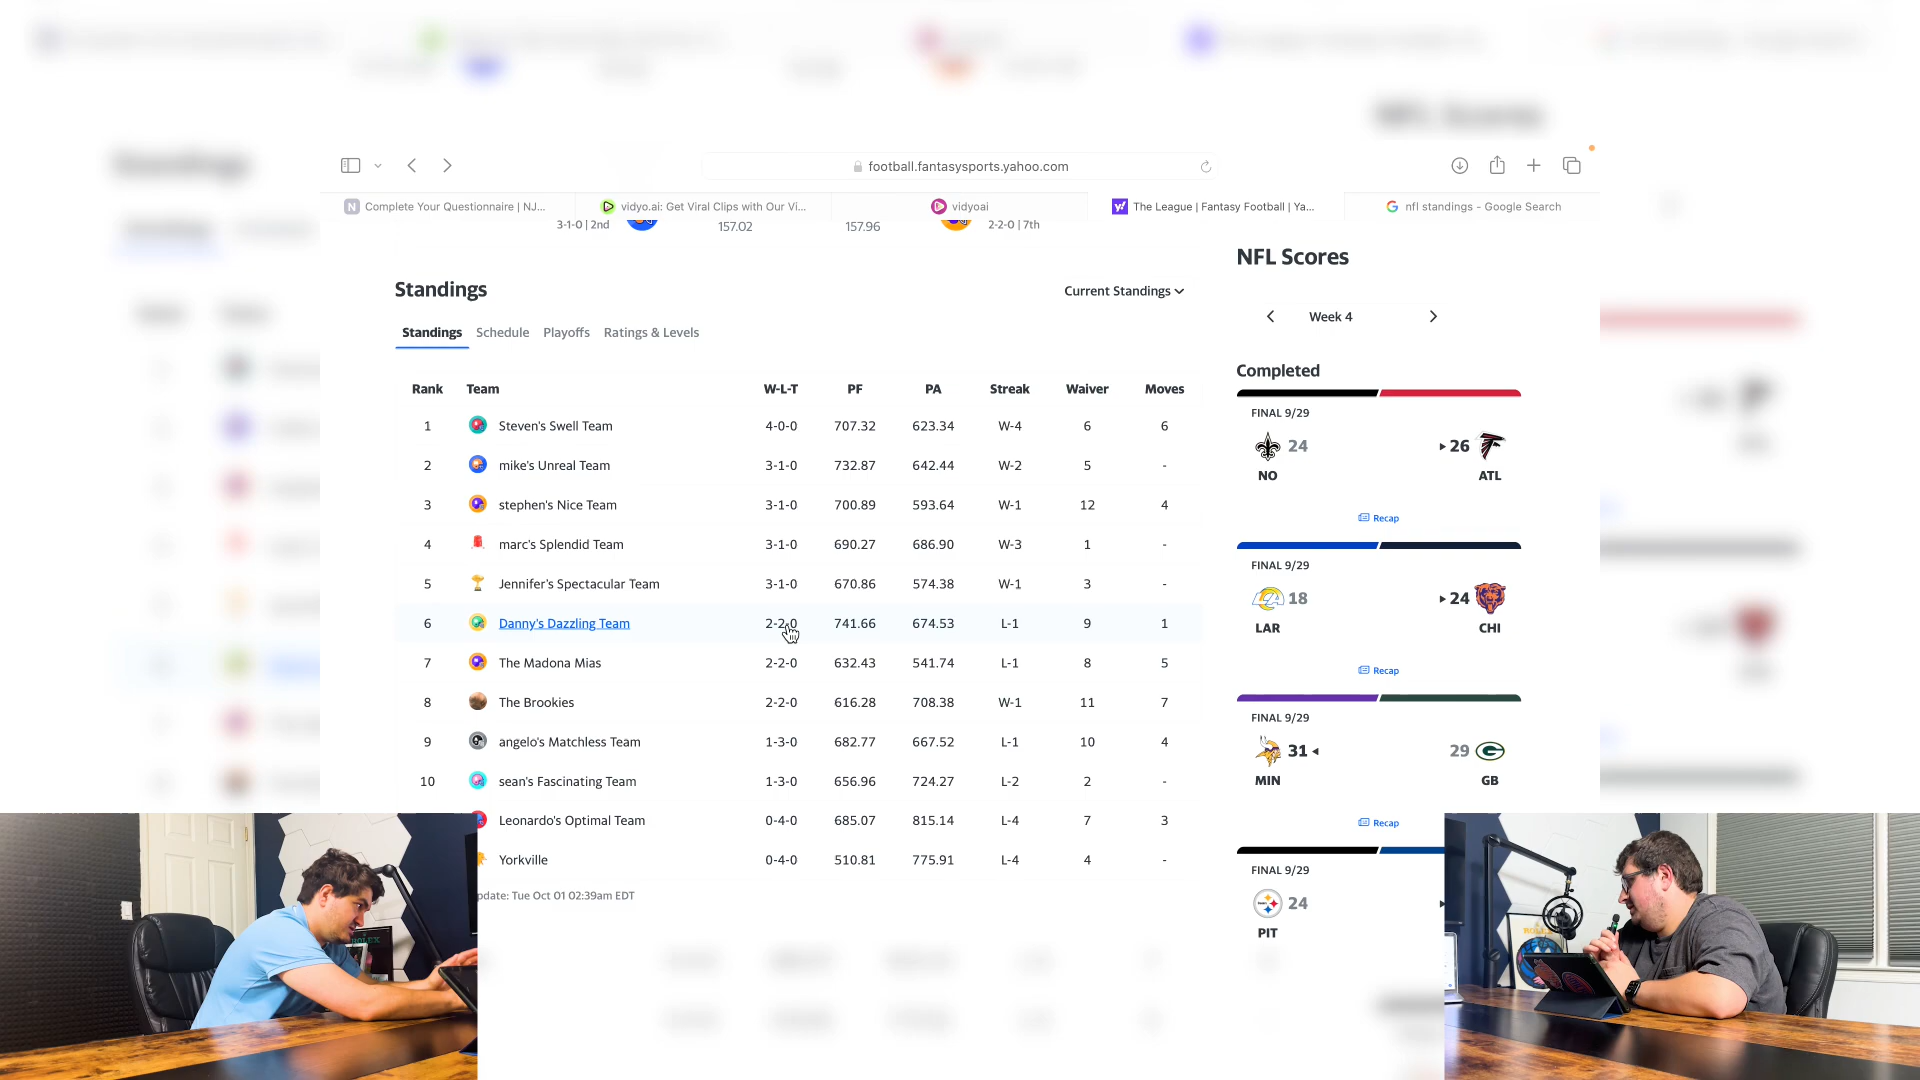 football.fantasysports.yahoo.com
Complete Your Questionnaire | NJ...
vidyo.ai: Get Viral Clips with Our Vi...
vidyoai
The League | Fantasy Football | Ya...
nfl standings - Google Search
3-1-0 | 2nd 157.02 157.96 2-2-0 | 7th
Standings
Current Standings
Standings Schedule Playoffs Ratings & Levels
Rank Team W-L-T PF PA Streak Waiver Moves
1 Steven's Swell Team 4-0-0 707.32 623.34 W-4 6 6
2 mike's Unreal Team 3-1-0 732.87 642.44 W-2 5 -
3 stephen's Nice Team 3-1-0 700.89 593.64 W-1 12 4
4 marc's Splendid Team 3-1-0 690.27 686.90 W-3 1 -
5 Jennifer's Spectacular Team 3-1-0 670.86 574.38 W-1 3 -
6 Danny's Dazzling Team 2-2-0 741.66 674.53 L-1 9 1
7 The Madona Mias 2-2-0 632.43 541.74 L-1 8 5
8 The Brookies 2-2-0 616.28 708.38 W-1 11 7
9 angelo's Matchless Team 1-3-0 682.77 667.52 L-1 10 4
10 sean's Fascinating Team 1-3-0 656.96 724.27 L-2 2 -
Leonardo's Optimal Team 0-4-0 685.07 815.14 L-4 7 3
Yorkville 0-4-0 510.81 775.91 L-4 4 -
pdate: Tue Oct 01 02:39am EDT
NFL Scores
Week 4
Completed
FINAL 9/29
24 26
NO ATL
Recap
FINAL 9/29
18 24
LAR CHI
Recap
FINAL 9/29
31 29
MIN GB
Recap
FINAL 9/29
24
PIT